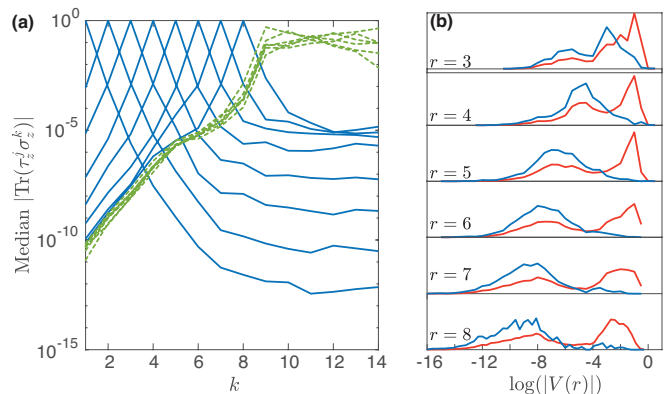 (a)
(b)
Median |Tr(τ_z^j σ_z^k)|
10^0
10^-5
10^-10
10^-15
2 4 6 8 10 12 14
k
r = 3
r = 4
r = 5
r = 6
r = 7
r = 8
-16 -12 -8 -4 0
log(|V(r)|)